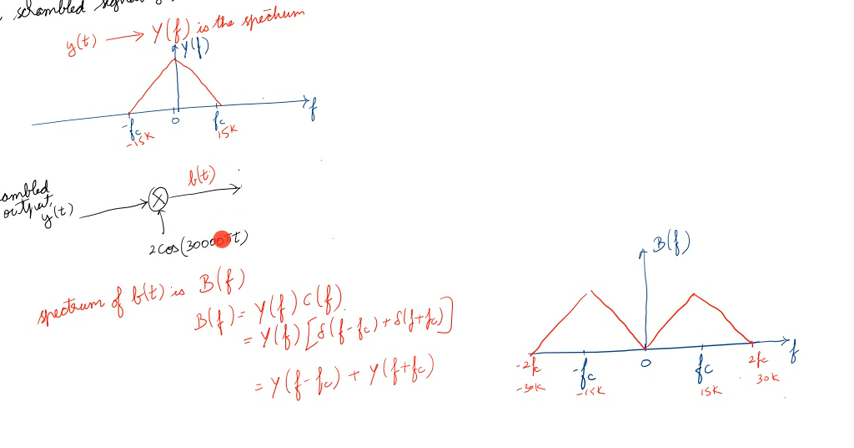 scrambled signal
y(t) → Y(f) is the spectrum
Y(f)
f
-fc 0 fc
-15K 15K
b(t)
output,
y(t)
2cos(30000πt)
spectrum of b(t) is B(f)
B(f) = Y(f) C(f)
= Y(f) [δ(f-fc) + δ(f+fc)]
= Y(f-fc) + Y(f+fc)
B(f)
f
-2fc -fc 0 fc 2fc
-30K -15K 15K 30K